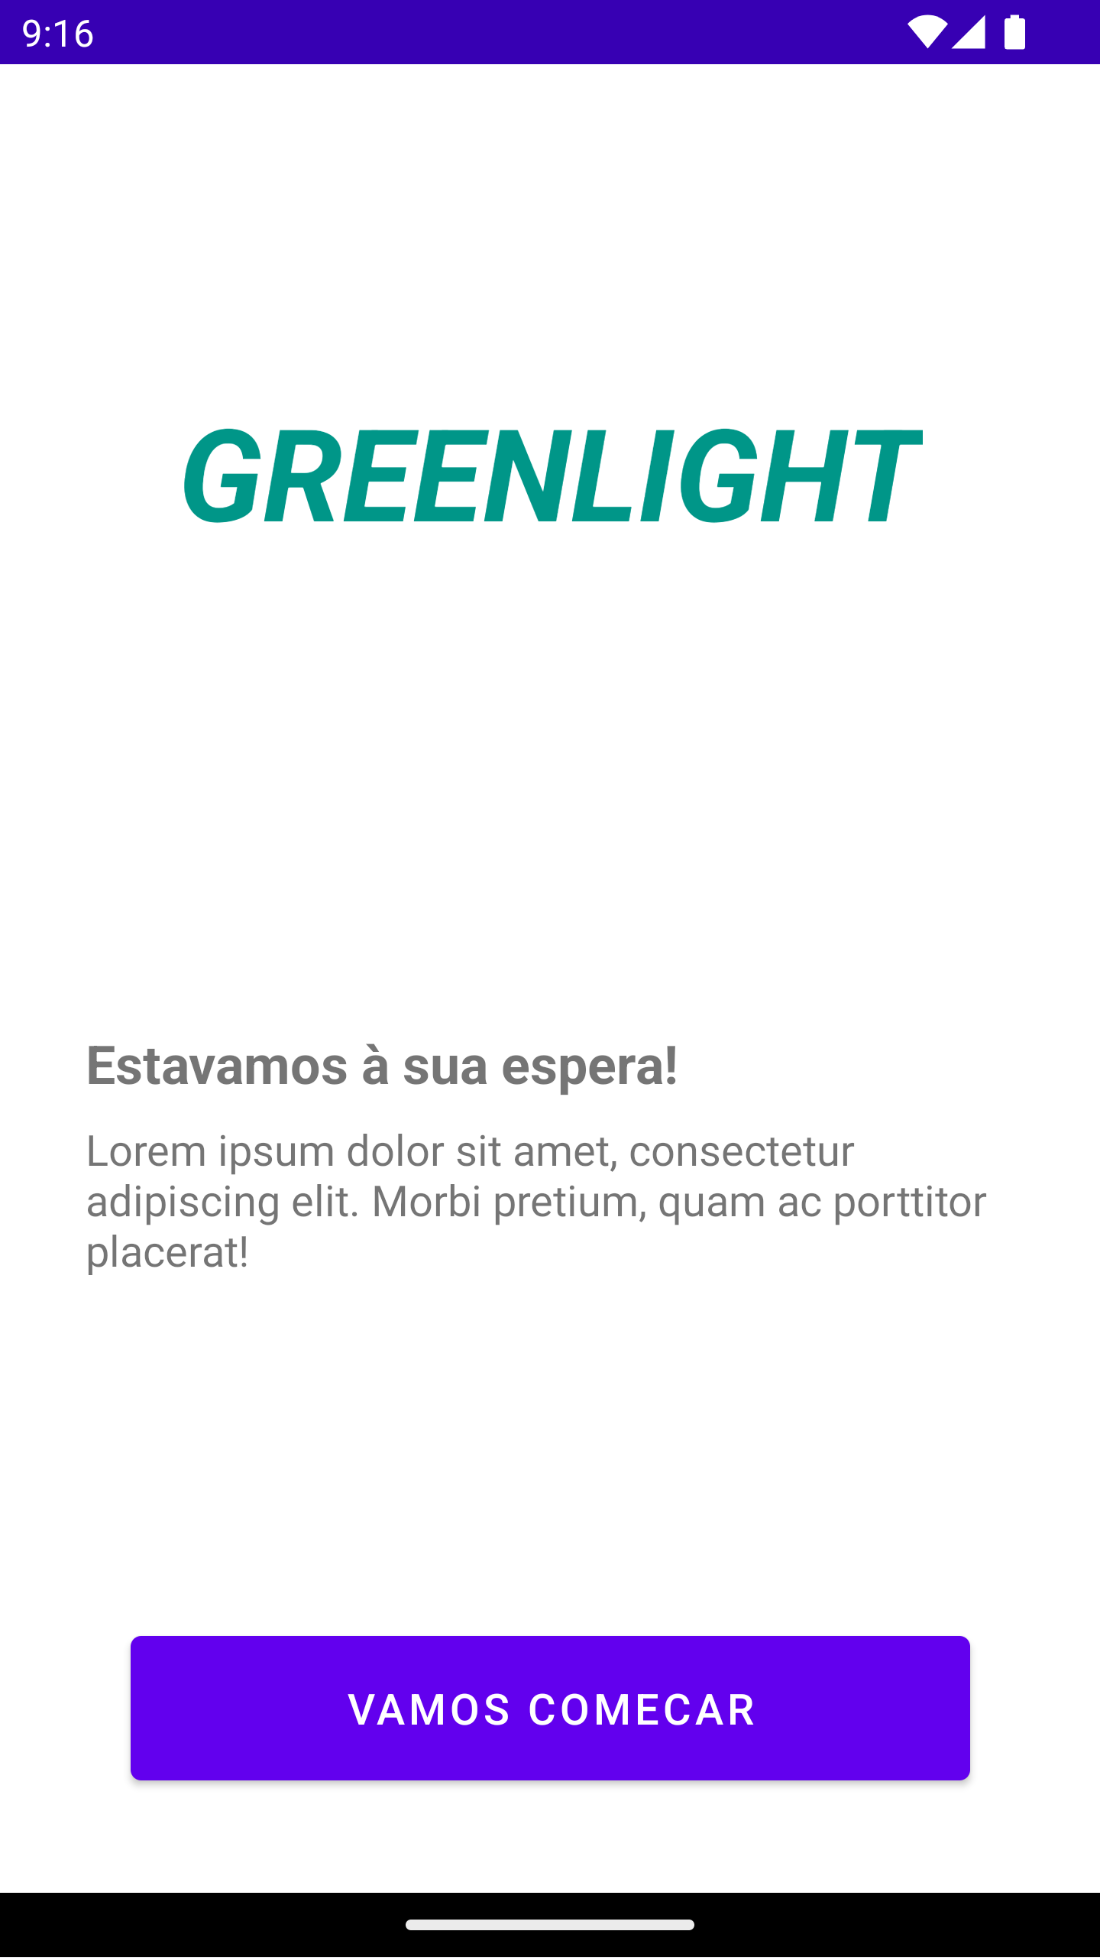 9:16
GREENLIGHT
Estavamos à sua espera!
Lorem ipsum dolor sit amet, consectetur
adipiscing elit. Morbi pretium, quam ac porttitor
placerat!
VAMOS COMECAR